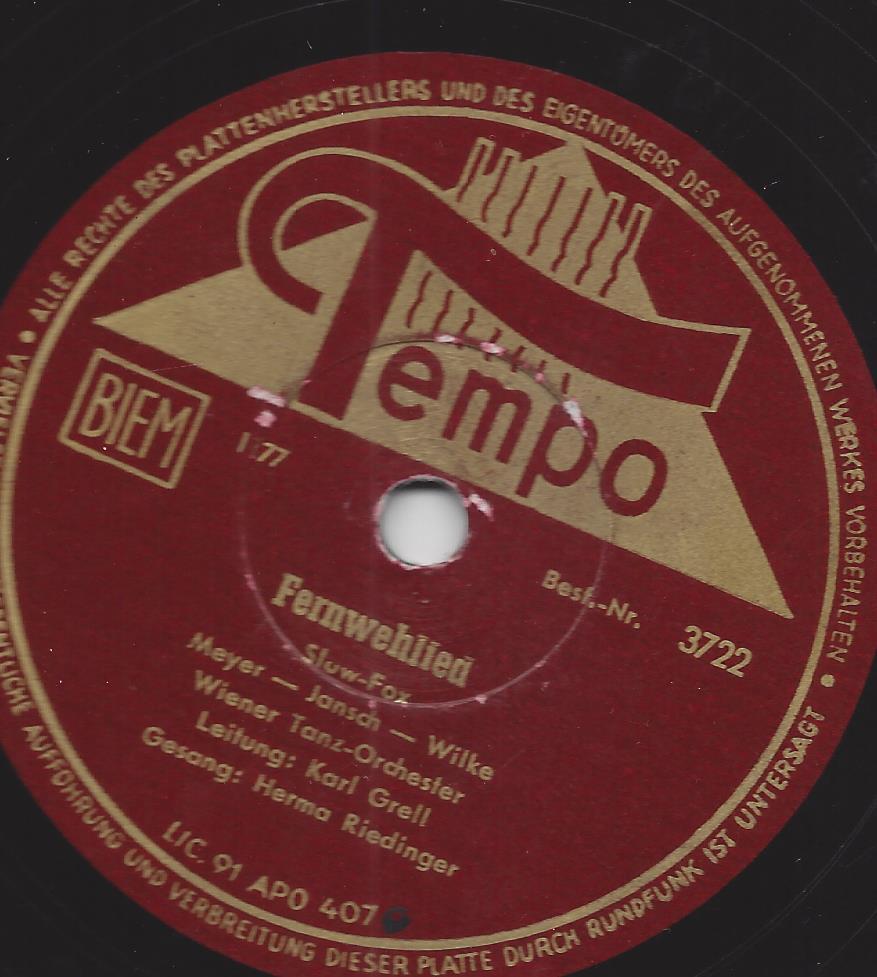 ALLE RECHTE DES PLATTENHERSTELLERS UND DES EIGENTÜMERS DES AUFGENOMMENEN WERKES VORBEHALTEN •
Tempo
BIEM
77
Best.-Nr. 3722
Fernwehlied
Slow-Fox
Meyer — Jansch — Wilke
Wiener Tanz-Orchester
Leitung: Karl Grell
Gesang: Herma Riedinger
LIC. 91 APO 407
AUFFÜHRUNG UND VERBREITUNG DIESER PLATTE DURCH RUNDFUNK IST UNTERSAGT